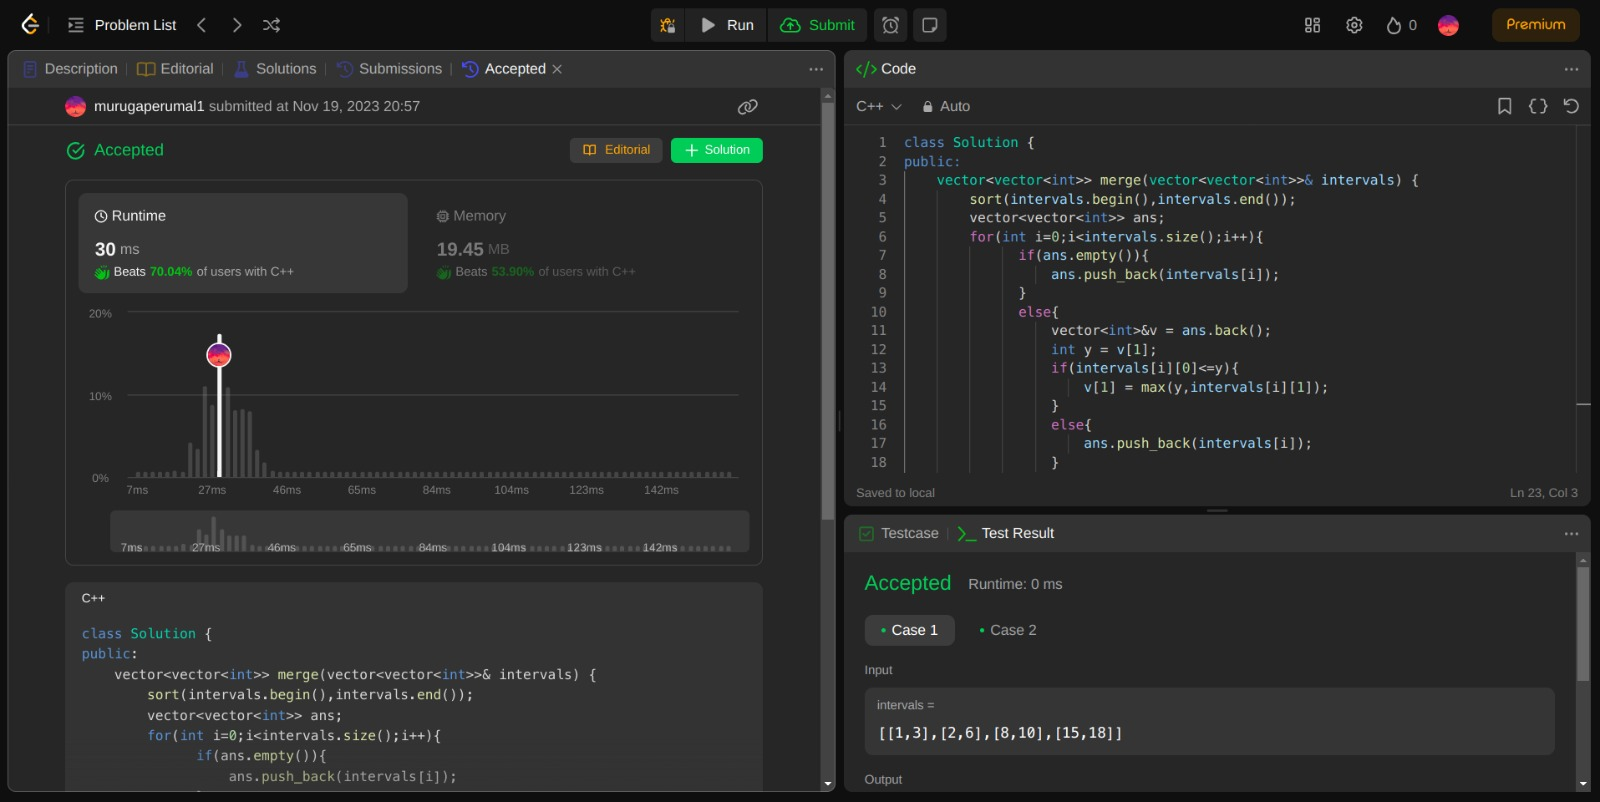 Problem List
Run
Submit
0
Premium
Description
Editorial
Solutions
Submissions
Accepted
murugaperumal1 submitted at Nov 19, 2023 20:57
Accepted
Editorial
Solution
Runtime
30 ms
Beats 70.04% of users with C++
Memory
19.45 MB
Beats 53.90% of users with C++
20%
10%
0%
7ms 27ms 46ms 65ms 84ms 104ms 123ms 142ms
7ms 27ms 46ms 65ms 84ms 104ms 123ms 142ms
C++
class Solution {
public:
vector<vector<int>> merge(vector<vector<int>>& intervals) {
sort(intervals.begin(),intervals.end());
vector<vector<int>> ans;
for(int i=0;i<intervals.size();i++){
if(ans.empty()){
ans.push_back(intervals[i]);
</> Code
C++
Auto
1 class Solution {
2 public:
3 vector<vector<int>> merge(vector<vector<int>>& intervals) {
4 sort(intervals.begin(),intervals.end());
5 vector<vector<int>> ans;
6 for(int i=0;i<intervals.size();i++){
7 if(ans.empty()){
8 ans.push_back(intervals[i]);
9 }
10 else{
11 vector<int>&v = ans.back();
12 int y = v[1];
13 if(intervals[i][0]<=y){
14 v[1] = max(y,intervals[i][1]);
15 }
16 else{
17 ans.push_back(intervals[i]);
18 }
Saved to local
Ln 23, Col 3
Testcase
Test Result
Accepted
Runtime: 0 ms
Case 1
Case 2
Input
intervals =
[[1,3],[2,6],[8,10],[15,18]]
Output